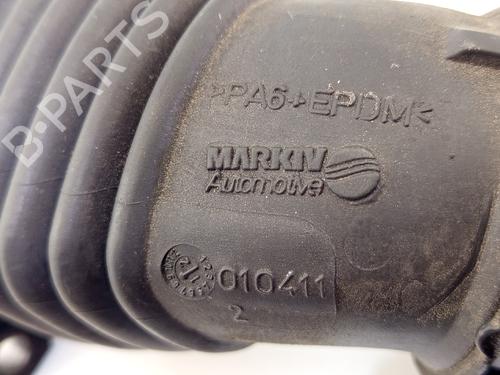 >PA6+EPDM<
MARKIV
Automotive
010411
2
B-Parts